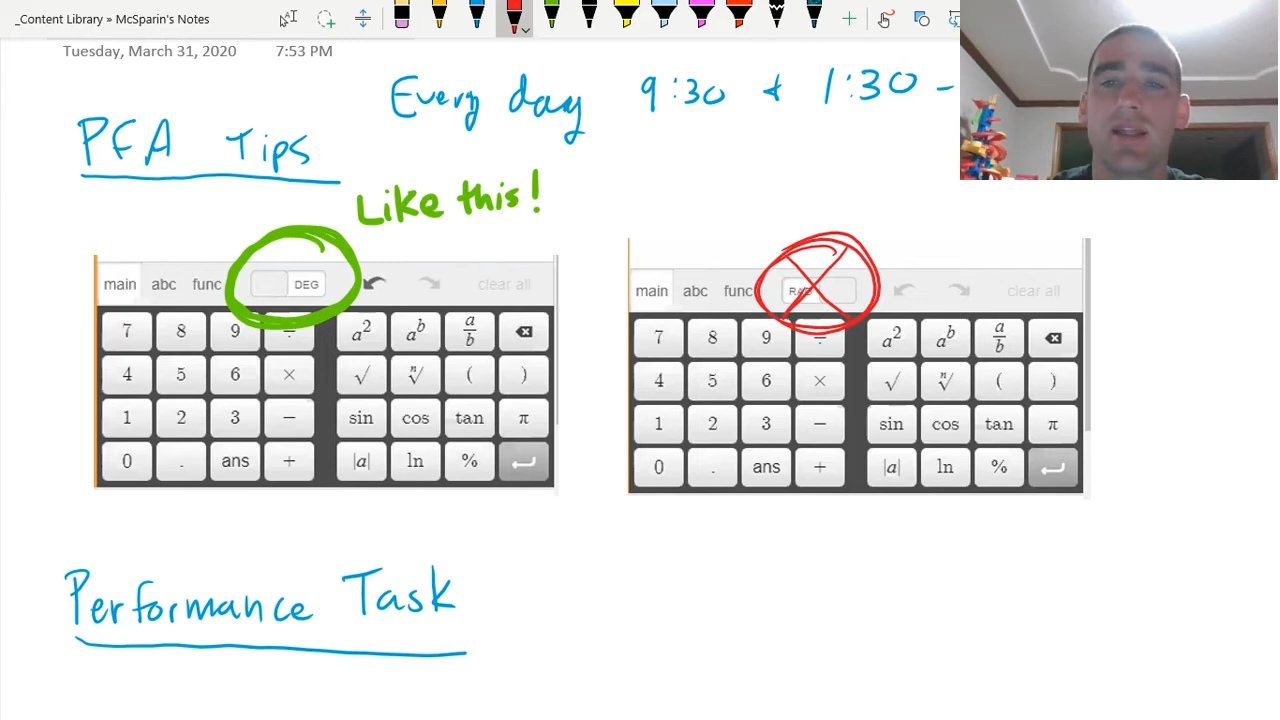 _Content Library » McSparin's Notes
Tuesday, March 31, 2020 7:53 PM
Every day 9:30 & 1:30 -
PFA Tips
Like this!
main abc func DEG clear all
7 8 9 ÷ a² aᵇ a/b
4 5 6 × √ ⁿ√ ( )
1 2 3 − sin cos tan π
0 . ans + |a| ln %
main abc func RAD clear all
7 8 9 ÷ a² aᵇ a/b
4 5 6 × √ ⁿ√ ( )
1 2 3 − sin cos tan π
0 . ans + |a| ln %
Performance Task